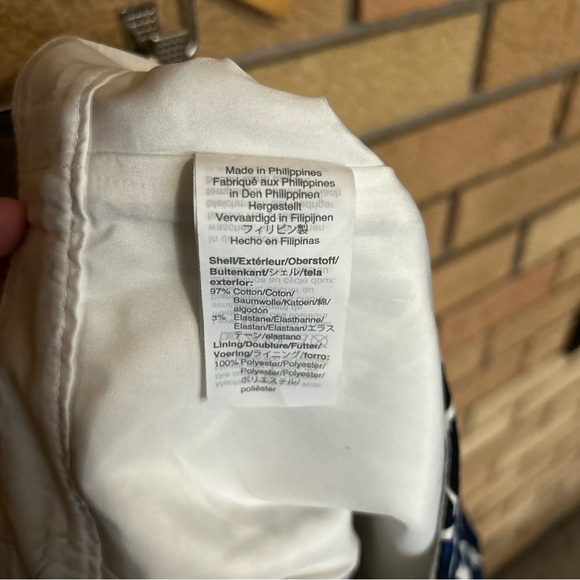 Made in Philippines
Fabriqué aux Philippines
in Den Philippinen
Hergestellt
Vervaardigd in Filipijnen
フィリピン製
Hecho en Filipinas
Shell/Extérieur/Oberstoff/
Buitenkant/シェル/tela
exterior:
97% Cotton/Coton/
Baumwolle/Katoen/綿/
algodón
3% Elastane/Élasthanne/
Elastan/Elastaan/エラス
テーン/elastano
Lining/Doublure/Futter/
Voering/ライニング/forro:
100% Polyester/Polyester/
Polyester/Polyester/
ポリエステル/
poliéster